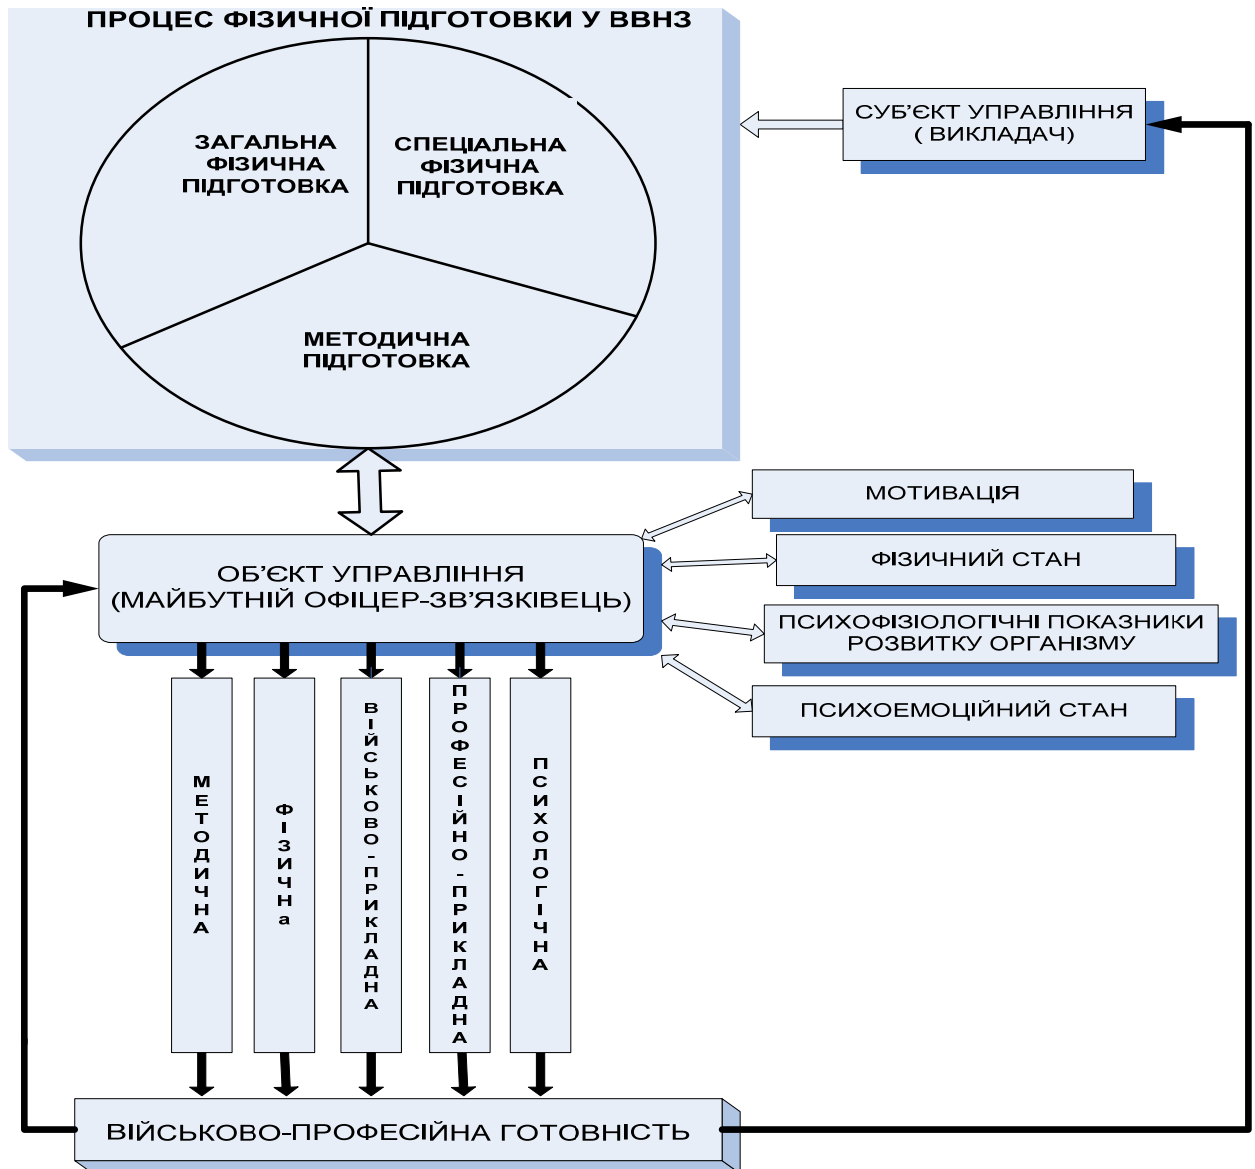 ПРОЦЕС ФІЗИЧНОЇ ПІДГОТОВКИ У ВВНЗ
ЗАГАЛЬНА
ФІЗИЧНА
ПІДГОТОВКА
СПЕЦІАЛЬНА
ФІЗИЧНА
ПІДГОТОВКА
МЕТОДИЧНА
ПІДГОТОВКА
СУБ’ЄКТ УПРАВЛІННЯ
( ВИКЛАДАЧ)
ОБ’ЄКТ УПРАВЛІННЯ
(МАЙБУТНІЙ ОФІЦЕР-ЗВ’ЯЗКІВЕЦЬ)
МОТИВАЦІЯ
ФІЗИЧНИЙ СТАН
ПСИХОФІЗІОЛОГІЧНІ ПОКАЗНИКИ
РОЗВИТКУ ОРГАНІЗМУ
ПСИХОЕМОЦІЙНИЙ СТАН
МЕТОДИЧНА
ФІЗИЧНа
ВІЙСЬКОВО-ПРИКЛАДНА
ПРОФЕСІЙНО-ПРИКЛАДНА
ПСИХОЛОГІЧНА
ВІЙСЬКОВО-ПРОФЕСІЙНА ГОТОВНІСТЬ